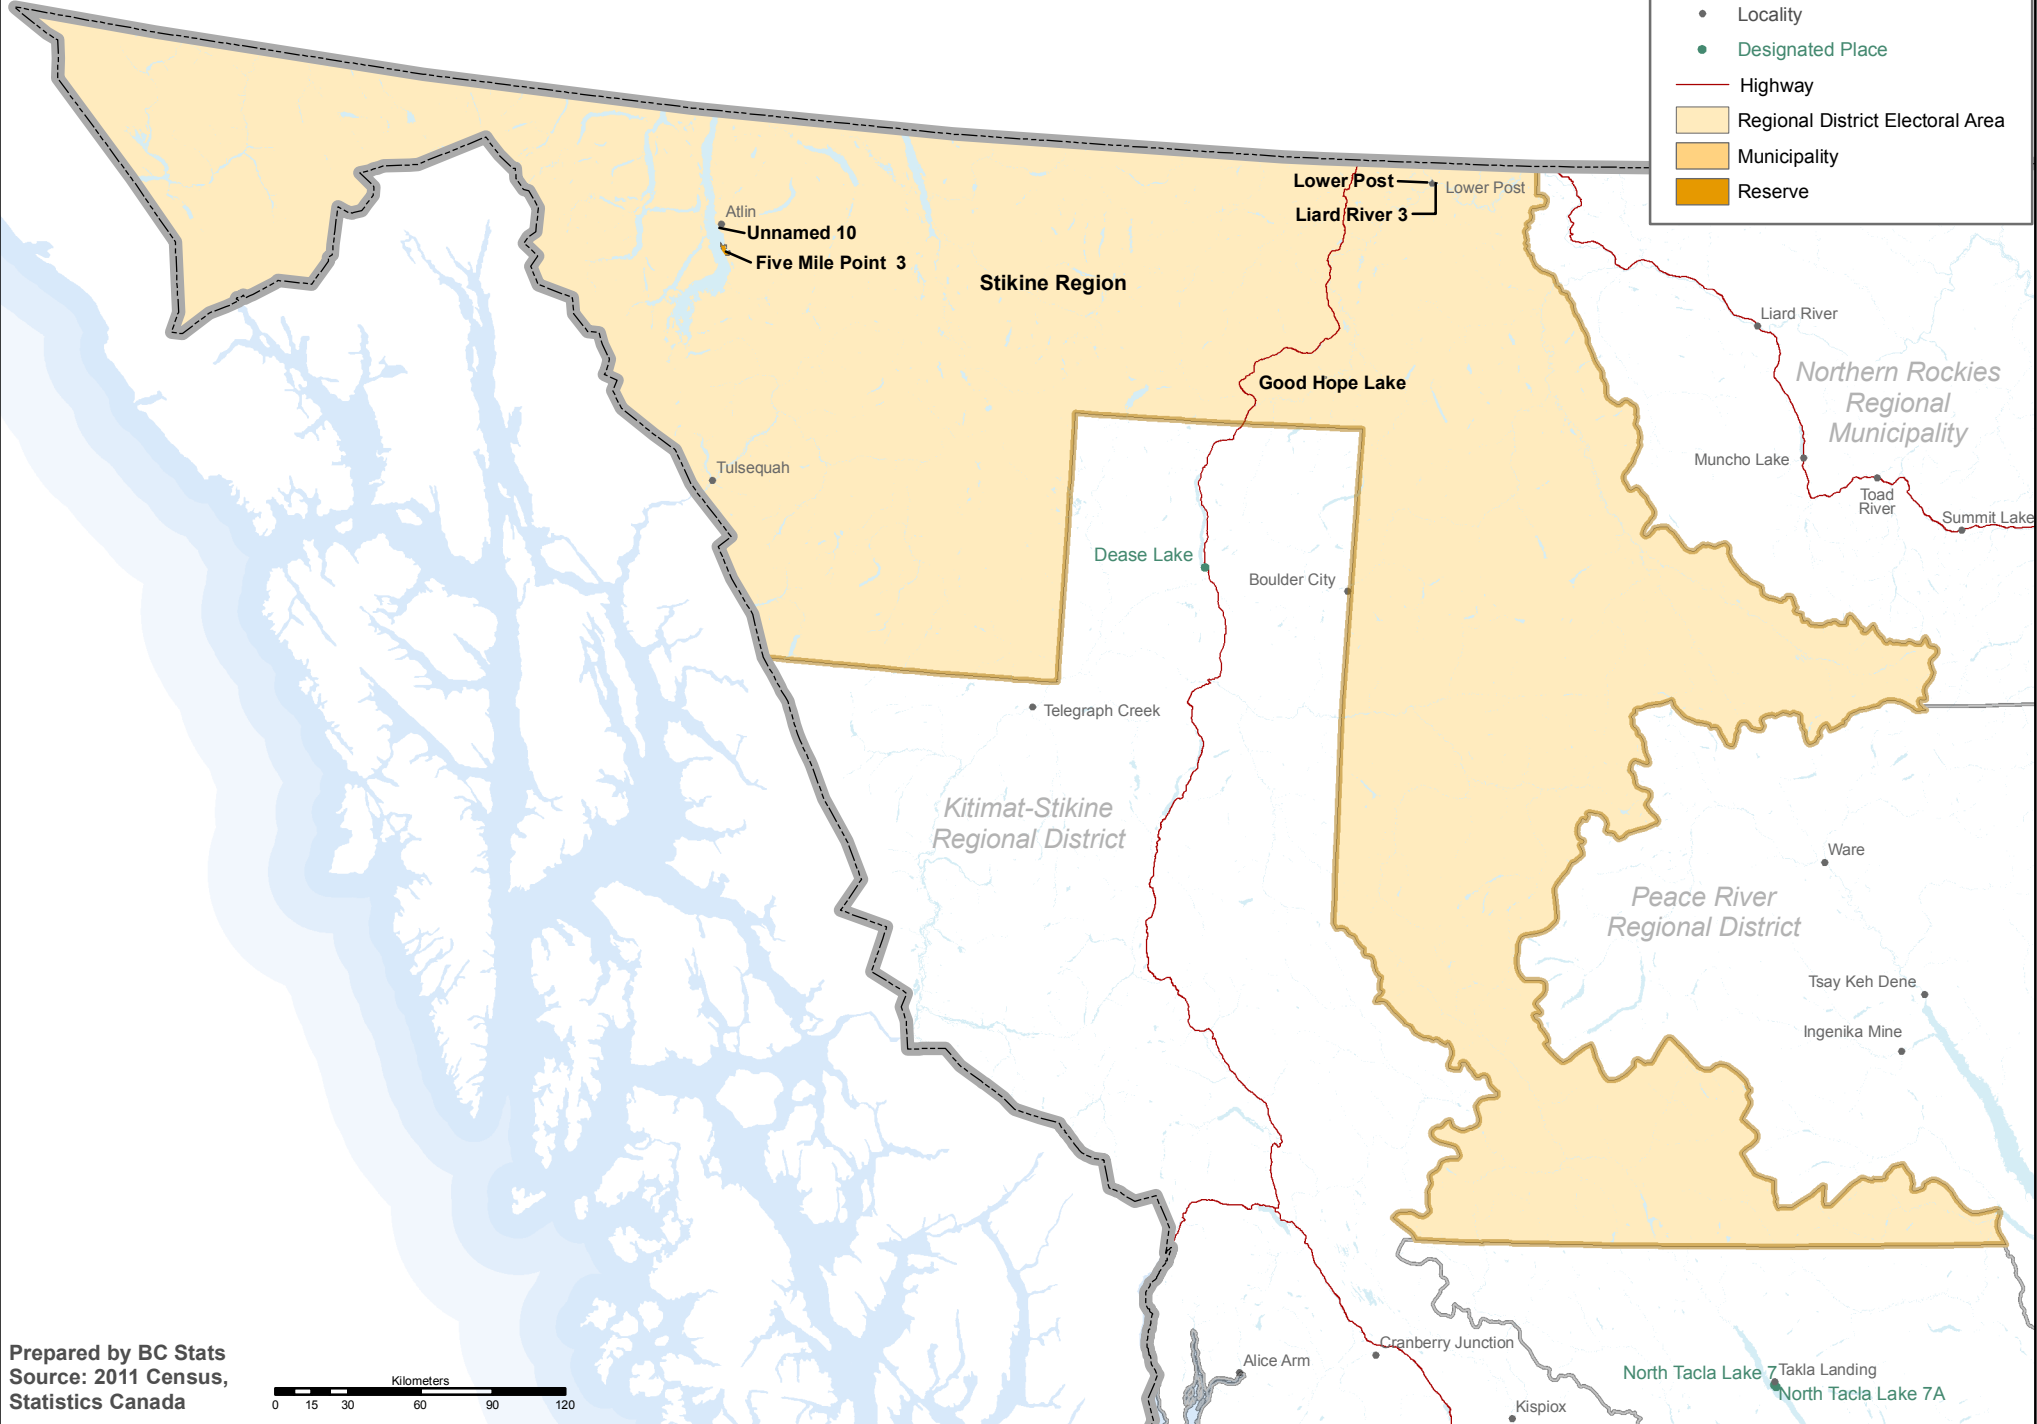 Locality
Designated Place
Highway
Regional District Electoral Area
Municipality
Reserve
Lower Post
Lower Post
Liard River 3
Atlin
Unnamed 10
Five Mile Point 3
Stikine Region
Liard River
Northern Rockies
Regional
Municipality
Good Hope Lake
Muncho Lake
Toad
River
Summit Lake
Tulsequah
Dease Lake
Boulder City
Telegraph Creek
Kitimat-Stikine
Regional District
Ware
Peace River
Regional District
Tsay Keh Dene
Ingenika Mine
Cranberry Junction
Alice Arm
North Tacla Lake 7
Takla Landing
North Tacla Lake 7A
Kispiox
Prepared by BC Stats
Source: 2011 Census,
Statistics Canada
Kilometers
0 15 30 60 90 120